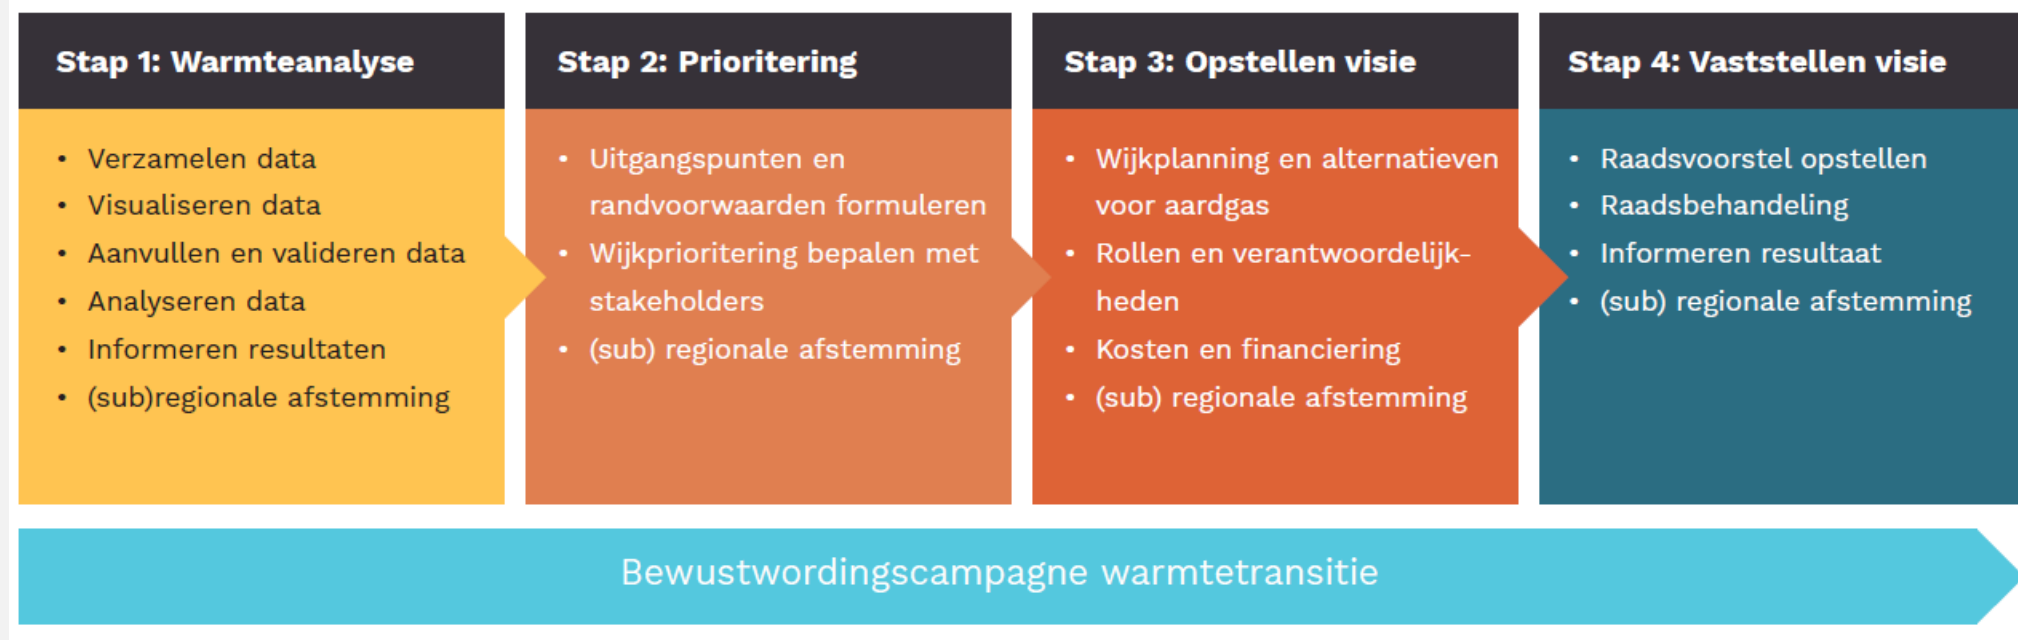 Stap 1: Warmteanalyse
• Verzamelen data
• Visualiseren data
• Aanvullen en valideren data
• Analyseren data
• Informeren resultaten
• (sub)regionale afstemming
Stap 2: Prioritering
• Uitgangspunten en
randvoorwaarden formuleren
• Wijkprioritering bepalen met
stakeholders
• (sub) regionale afstemming
Stap 3: Opstellen visie
• Wijkplanning en alternatieven
voor aardgas
• Rollen en verantwoordelijk-
heden
• Kosten en financiering
• (sub) regionale afstemming
Stap 4: Vaststellen visie
• Raadsvoorstel opstellen
• Raadsbehandeling
• Informeren resultaat
• (sub) regionale afstemming
Bewustwordingscampagne warmtetransitie